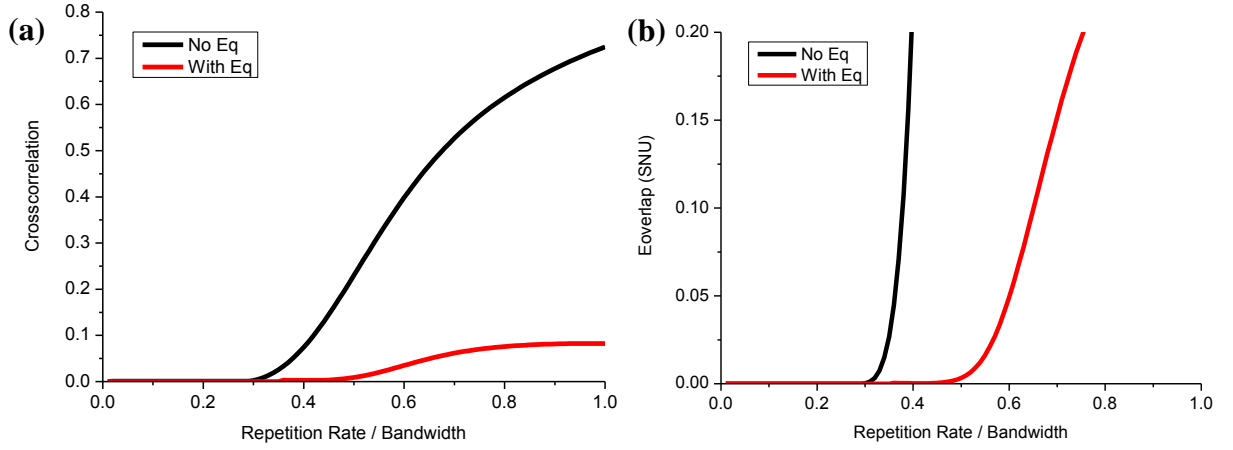 (a)
0.8
0.7
0.6
0.5
0.4
0.3
0.2
0.1
0.0
Crosscorrelation
No Eq
With Eq
0.0 0.2 0.4 0.6 0.8 1.0
Repetition Rate / Bandwidth
(b)
0.20
0.15
0.10
0.05
0.00
Eoverlap (SNU)
No Eq
With Eq
0.0 0.2 0.4 0.6 0.8 1.0
Repetition Rate / Bandwidth